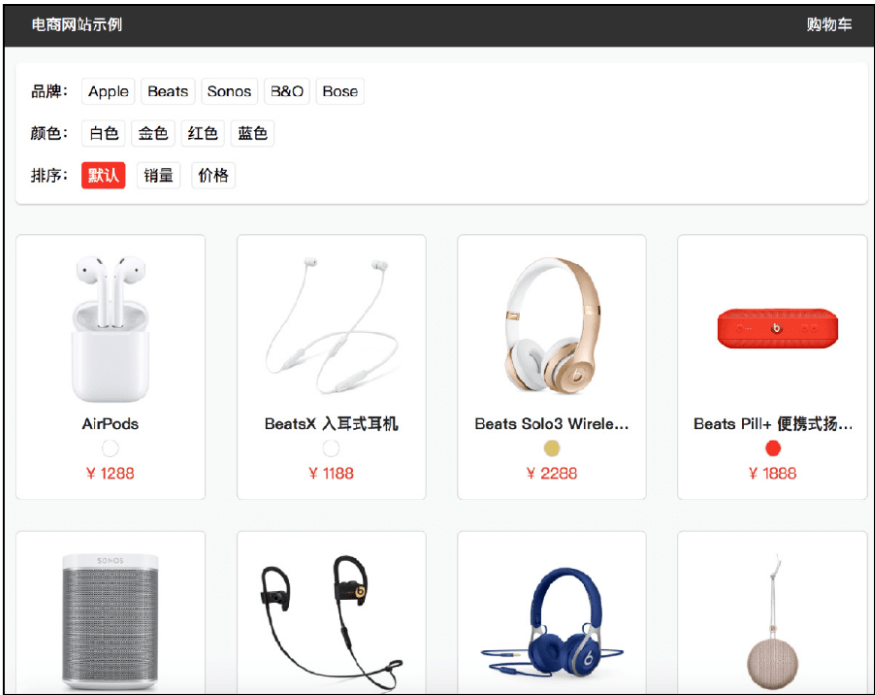 电商网站示例 购物车
品牌： Apple Beats Sonos B&O Bose
颜色： 白色 金色 红色 蓝色
排序： 默认 销量 价格
AirPods BeatsX 入耳式耳机 Beats Solo3 Wirele... Beats Pill+ 便携式扬...
¥ 1288 ¥ 1188 ¥ 2288 ¥ 1888
SONOS